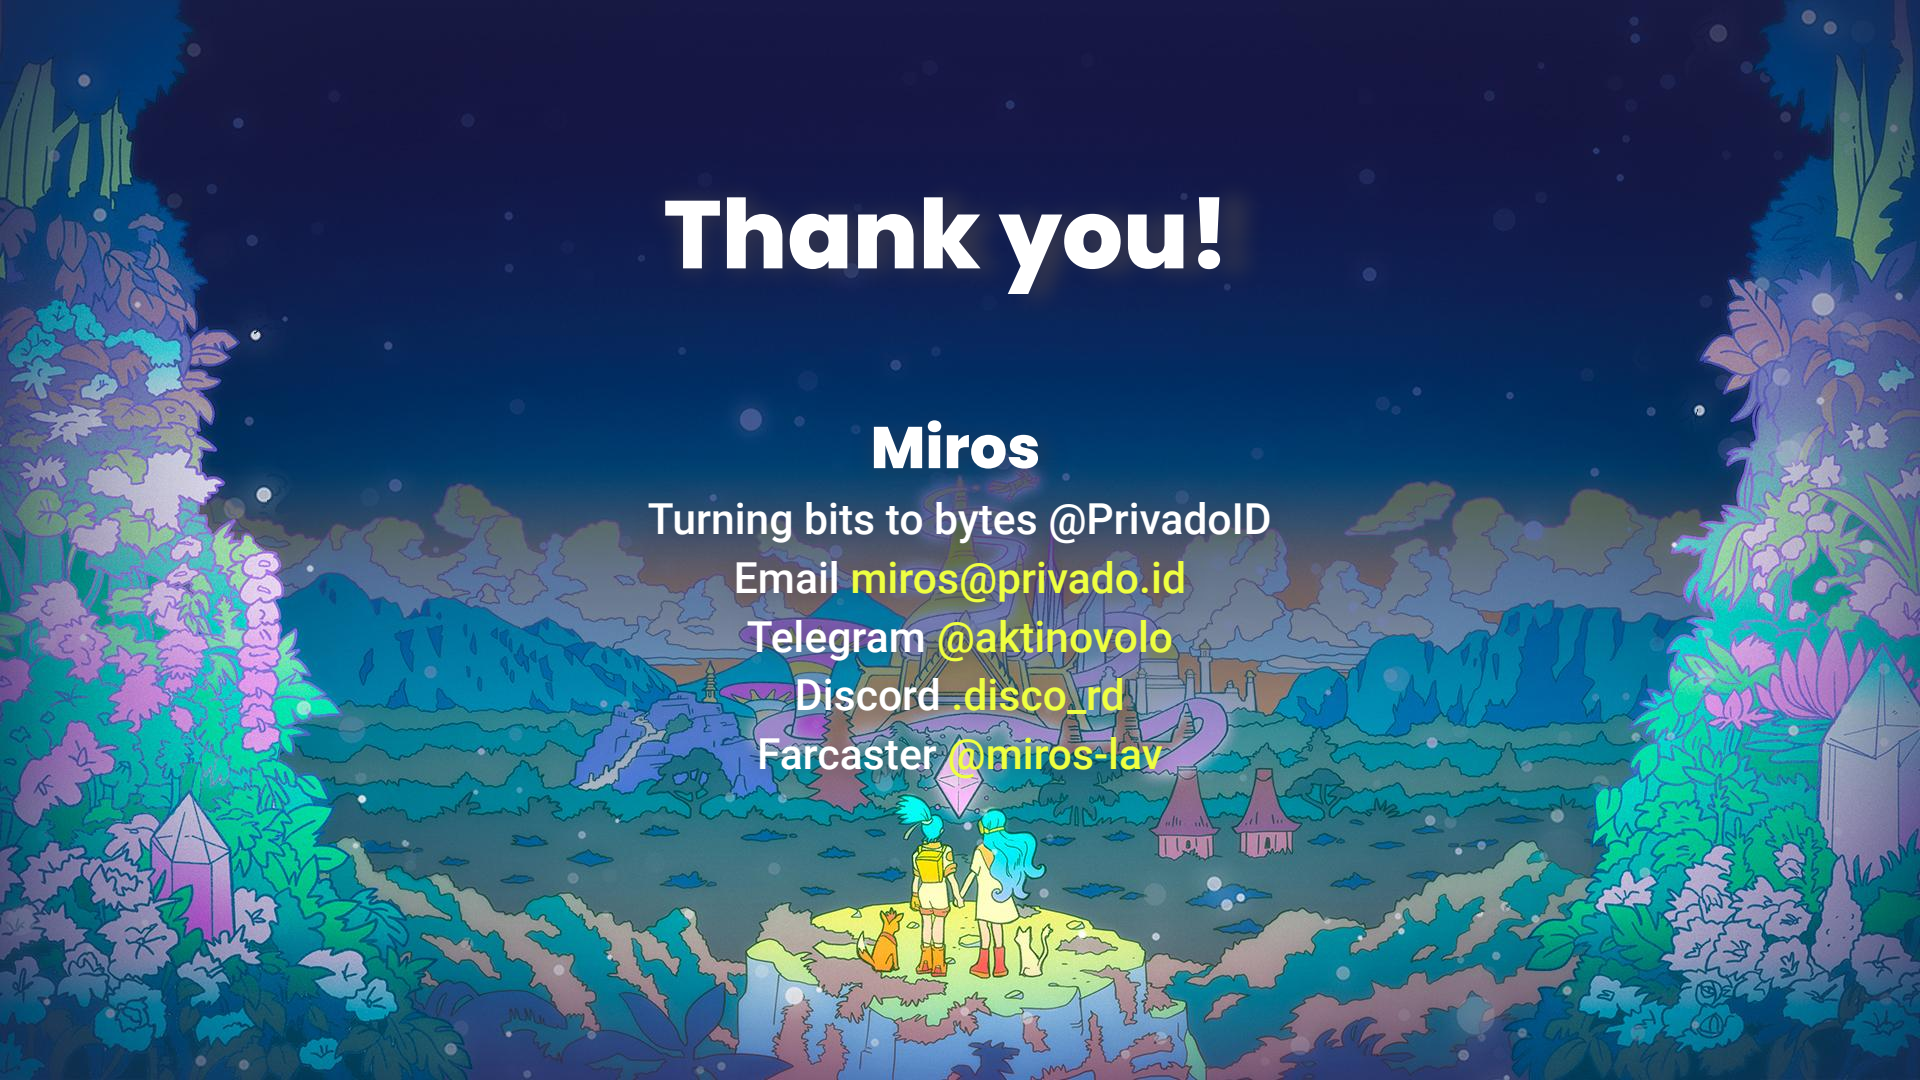 Thank you!
Miros
Turning bits to bytes @PrivadoID
Email miros@privado.id
Telegram @aktinovolo
Discord .disco_rd
Farcaster @miros-lav